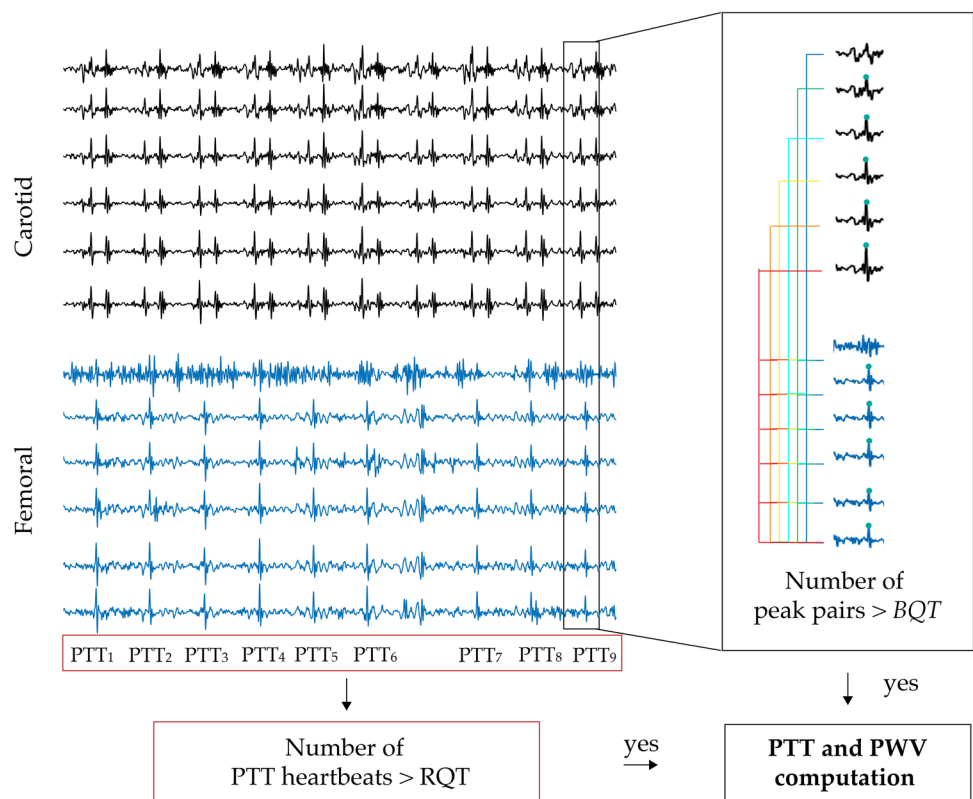 Carotid
Femoral
PTT₁ PTT₂ PTT₃ PTT₄ PTT₅ PTT₆ PTT₇ PTT₈ PTT₉
Number of
peak pairs > BQT
yes
Number of
PTT heartbeats > RQT
yes
PTT and PWV
computation